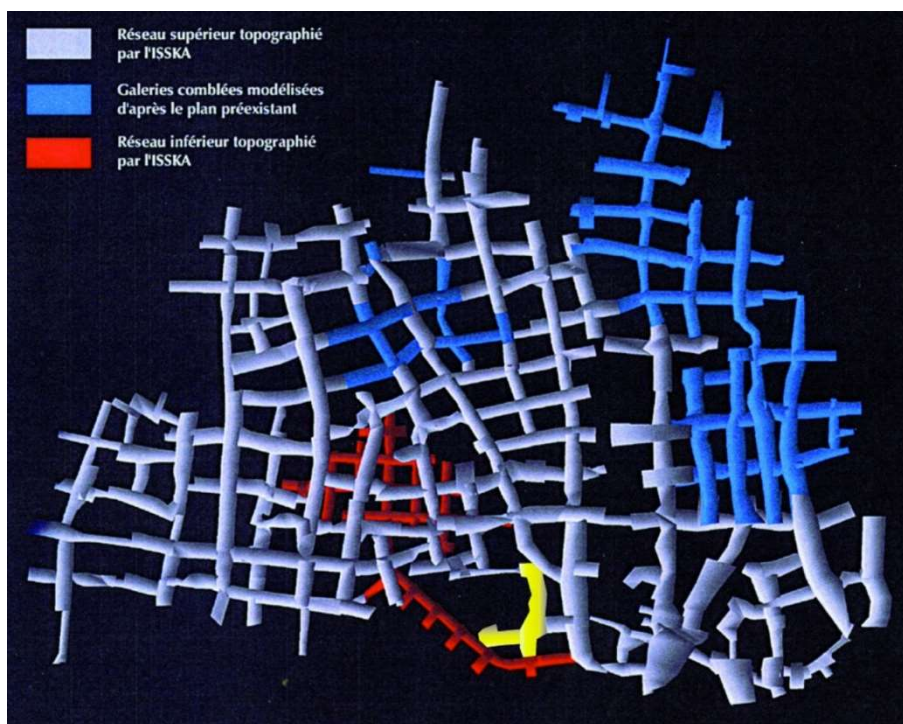 Réseau supérieur topographié
par l'ISSKA
Galeries comblées modélisées
d'après le plan préexistant
Réseau inférieur topographié
par l'ISSKA